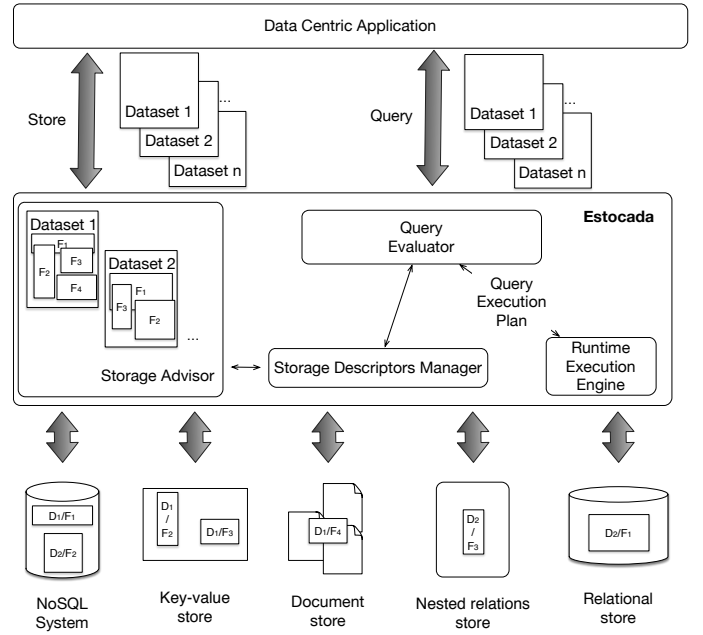 Data Centric Application
Store
Dataset 1
...
Dataset 2
Dataset n
Query
Dataset 1
...
Dataset 2
Dataset n
Estocada
Dataset 1
F1
F2
F3
F4
Dataset 2
F1
F3
F2
...
Storage Advisor
Query
Evaluator
Query
Execution
Plan
Storage Descriptors Manager
Runtime
Execution
Engine
D1/F1
D2/F2
NoSQL
System
D1
/
F2
D1/F3
Key-value
store
D1/F4
Document
store
D2
/
F3
Nested relations
store
D2/F1
Relational
store